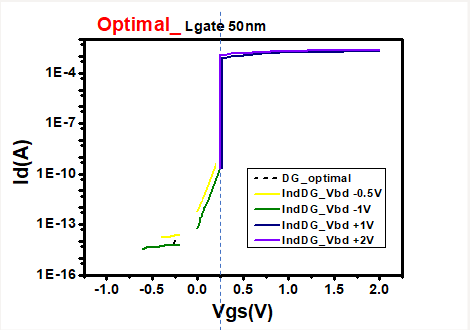 Optimal_ Lgate 50nm
Id(A)
1E-4
1E-7
1E-10
1E-13
1E-16
DG_optimal
IndDG_Vbd -0.5V
IndDG_Vbd -1V
IndDG_Vbd +1V
IndDG_Vbd +2V
-1.0 -0.5 0.0 0.5 1.0 1.5 2.0
Vgs(V)